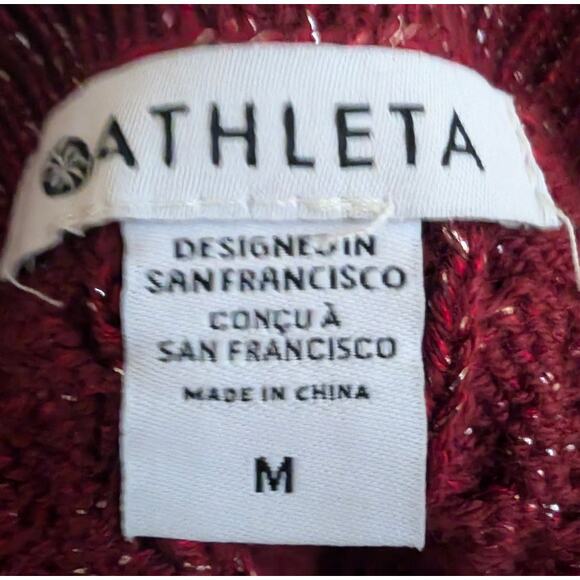 ATHLETA
DESIGNED IN
SAN FRANCISCO
CONÇU À
SAN FRANCISCO
MADE IN CHINA
M